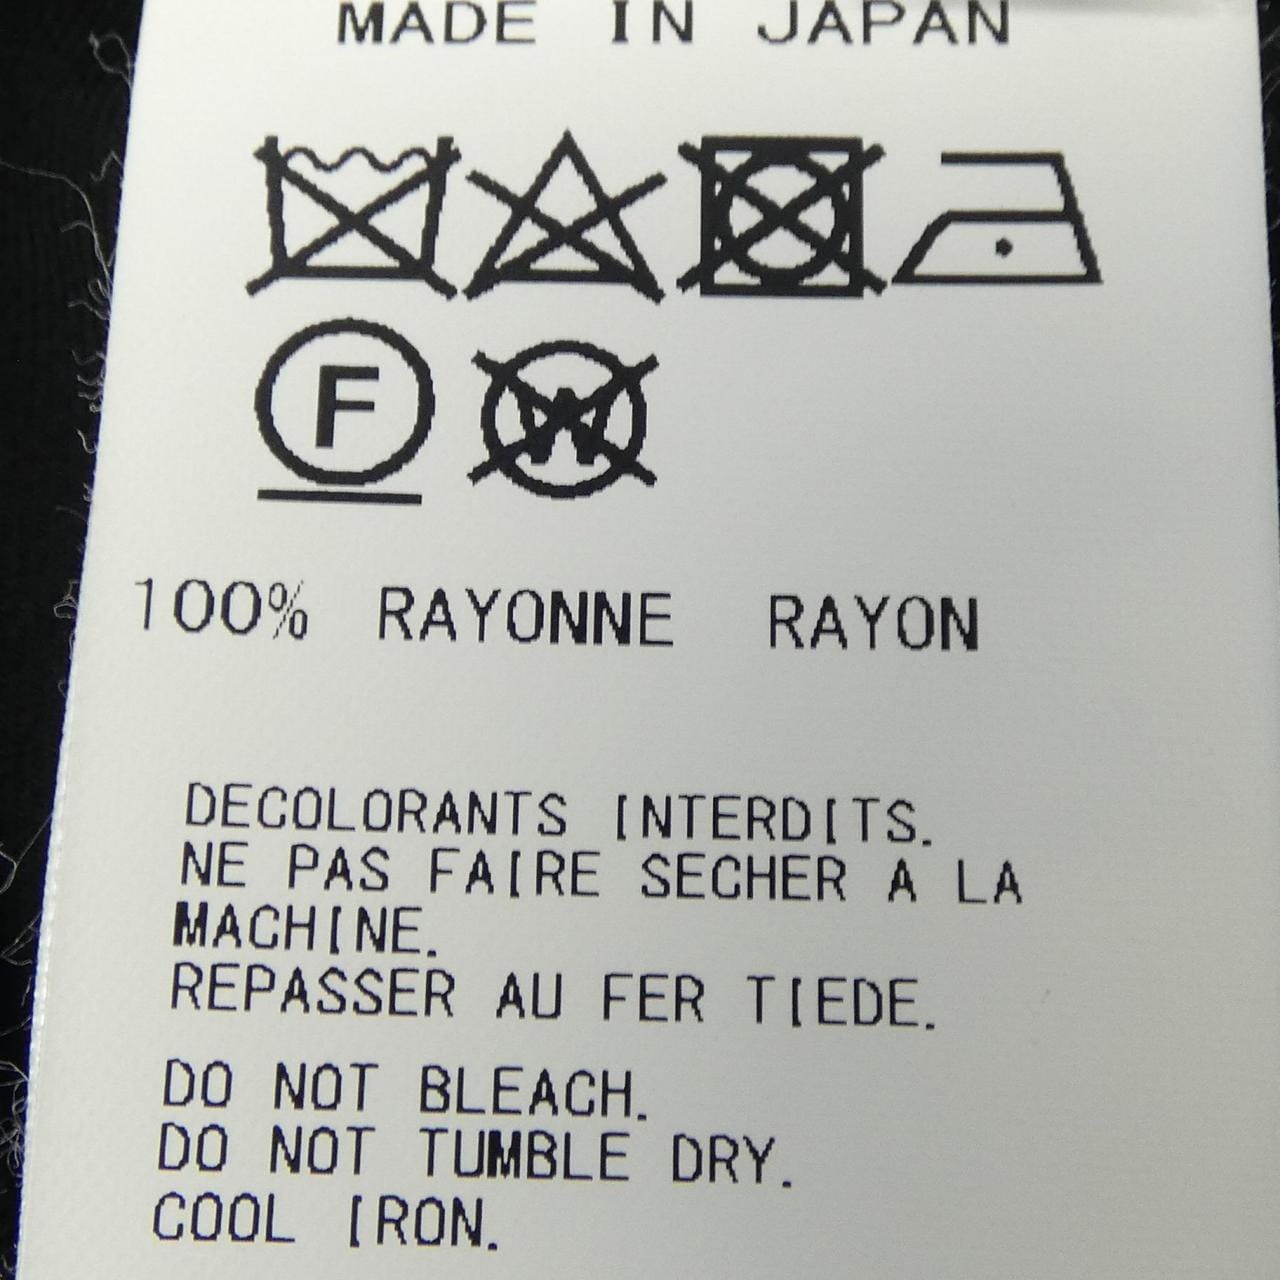 MADE IN JAPAN
F
W
100% RAYONNE RAYON
DECOLORANTS INTERDITS.
NE PAS FAIRE SECHER A LA
MACHINE.
REPASSER AU FER TIEDE.
DO NOT BLEACH.
DO NOT TUMBLE DRY.
COOL IRON.